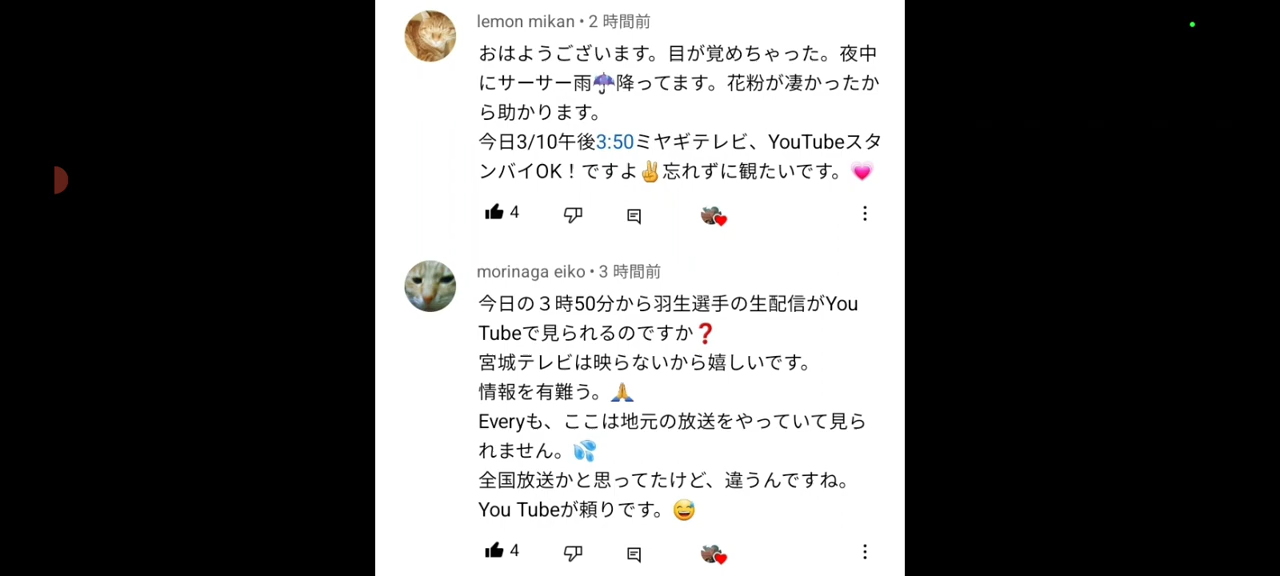 lemon mikan • 2 時間前
おはようございます。目が覚めちゃった。夜中
にサーサー雨☔降ってます。花粉が凄かったか
ら助かります。
今日3/10午後3:50ミヤギテレビ、YouTubeスタ
ンバイOK！ですよ✌忘れずに観たいです。💗
4
morinaga eiko • 3 時間前
今日の３時50分から羽生選手の生配信がYou
Tubeで見られるのですか❓
宮城テレビは映らないから嬉しいです。
情報を有難う。🙏
Everyも、ここは地元の放送をやっていて見ら
れません。💦
全国放送かと思ってたけど、違うんですね。
You Tubeが頼りです。😅
4